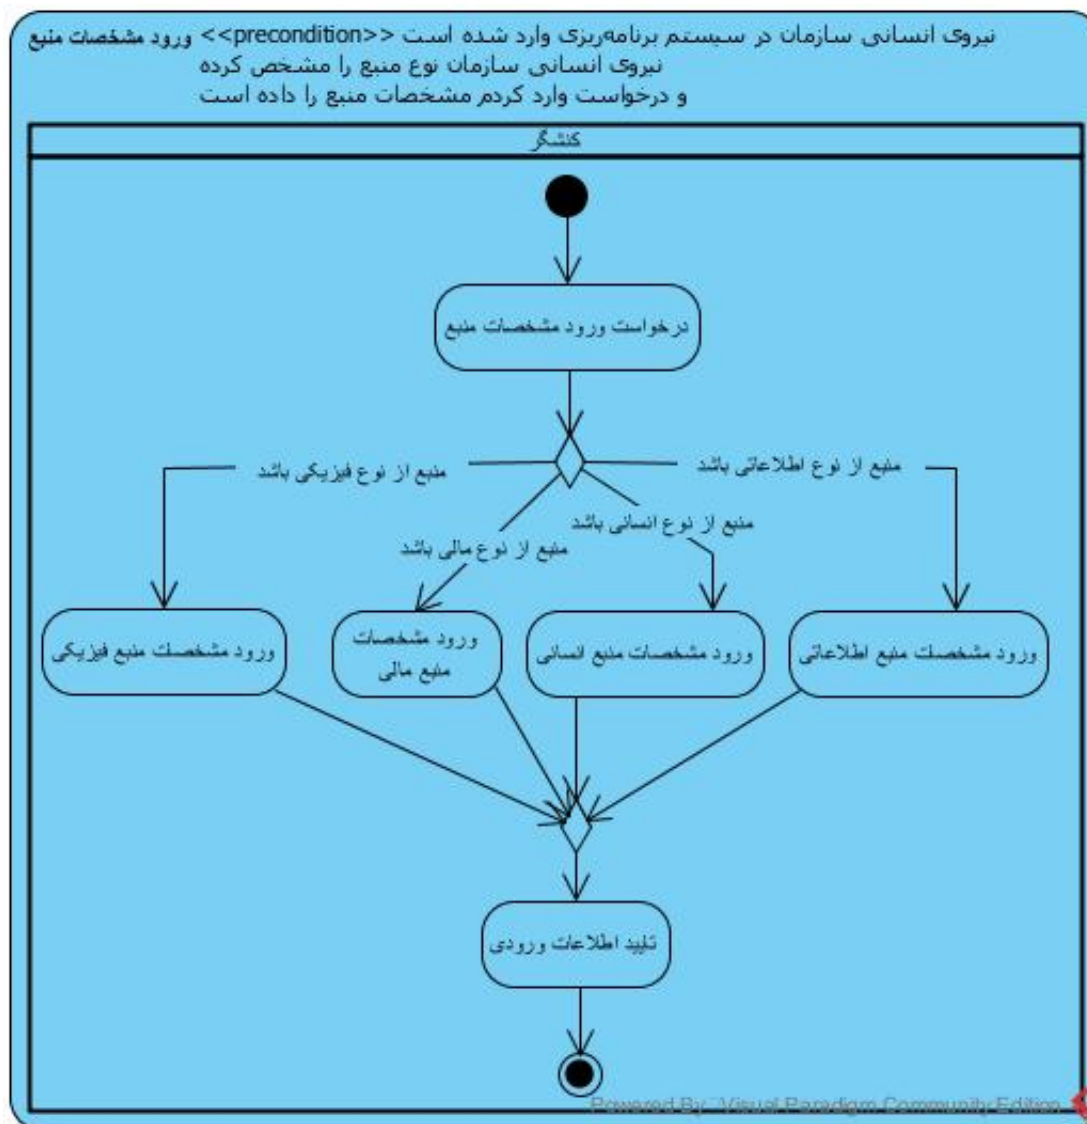 ورود مشخصات منبع <<precondition>> نیروی انسانی سازمان در سیستم برنامه‌ریزی وارد شده است
نیروی انسانی سازمان نوع منبع را مشخص کرده
و درخواست وارد کردم مشخصات منبع را داده است
کنشگر
درخواست ورود مشخصات منبع
منبع از نوع اطلاعاتی باشد
منبع از نوع فیزیکی باشد
منبع از نوع انسانی باشد
منبع از نوع مالی باشد
ورود مشخصات منبع اطلاعاتی
ورود مشخصات منبع انسانی
ورود مشخصات
منبع مالی
ورود مشخصات منبع فیزیکی
تایید اطلاعات ورودی
Powered By Visual Paradigm Community Edition